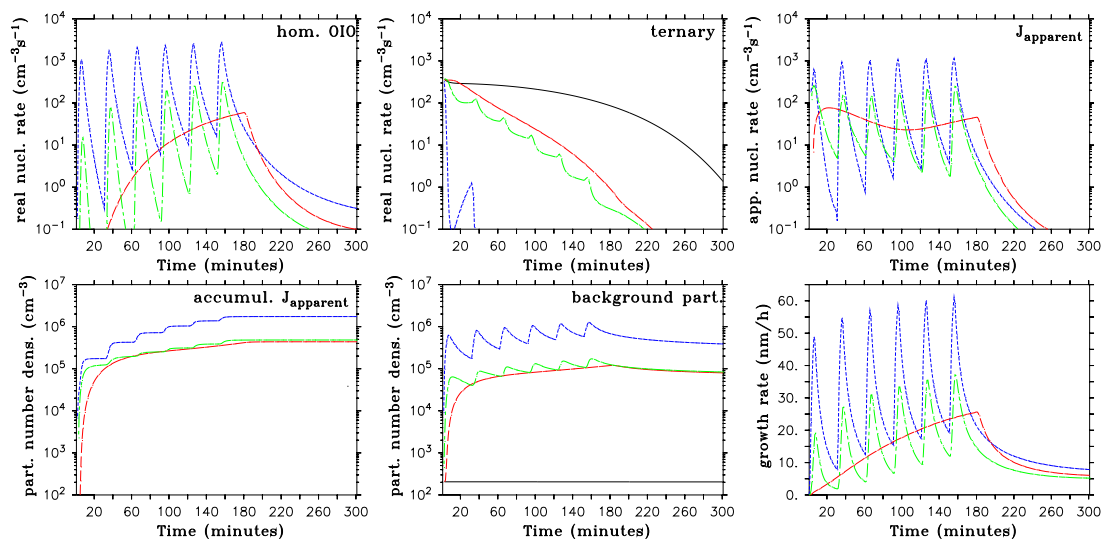 hom. OIO
real nucl. rate (cm⁻³s⁻¹)
10⁴
10³
10²
10¹
10⁰
10⁻¹
20 60 100 140 180 220 260 300
Time (minutes)
ternary
real nucl. rate (cm⁻³s⁻¹)
10⁴
10³
10²
10¹
10⁰
10⁻¹
20 60 100 140 180 220 260 300
Time (minutes)
J_apparent
app. nucl. rate (cm⁻³s⁻¹)
10⁴
10³
10²
10¹
10⁰
10⁻¹
20 60 100 140 180 220 260 300
Time (minutes)
accumul. J_apparent
part. number dens. (cm⁻³)
10⁷
10⁶
10⁵
10⁴
10³
10²
20 60 100 140 180 220 260 300
Time (minutes)
background part.
part. number dens. (cm⁻³)
10⁷
10⁶
10⁵
10⁴
10³
10²
20 60 100 140 180 220 260 300
Time (minutes)
growth rate (nm/h)
60.
50.
40.
30.
20.
10.
0.
20 60 100 140 180 220 260 300
Time (minutes)